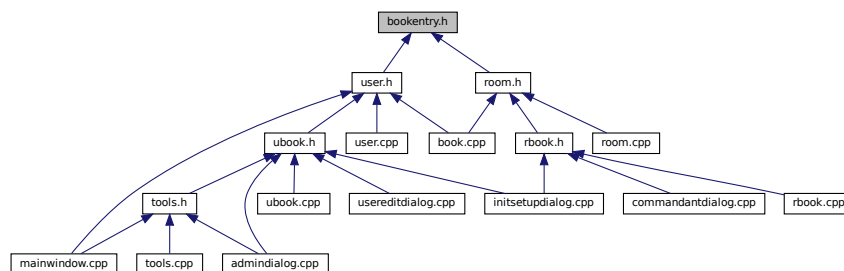 bookentry.h
user.h
room.h
ubook.h
user.cpp
book.cpp
rbook.h
room.cpp
tools.h
ubook.cpp
usereditdialog.cpp
initsetupdialog.cpp
commandantdialog.cpp
rbook.cpp
mainwindow.cpp
tools.cpp
admindialog.cpp